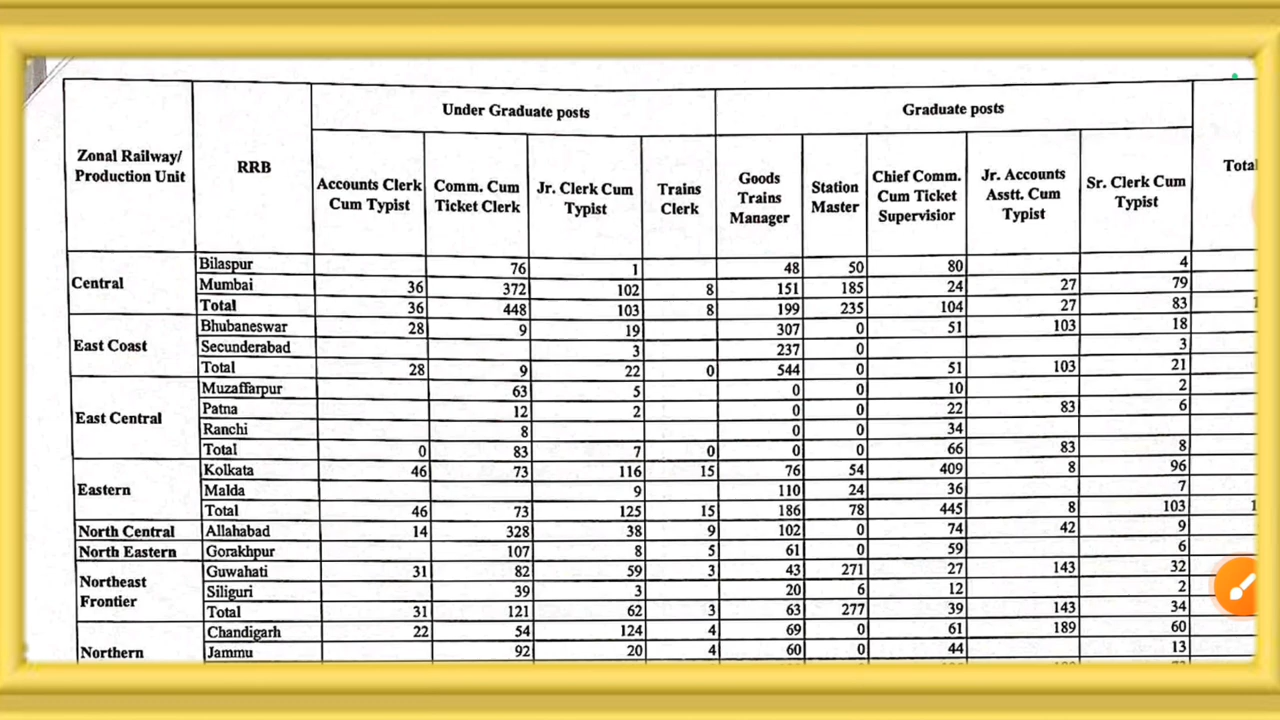 Under Graduate posts Graduate posts
Zonal Railway/ Production Unit RRB Accounts Clerk Cum Typist Comm. Cum Ticket Clerk Jr. Clerk Cum Typist Trains Clerk Goods Trains Manager Station Master Chief Comm. Cum Ticket Supervisior Jr. Accounts Asstt. Cum Typist Sr. Clerk Cum Typist Total
Central Bilaspur 76 1 48 50 80 4
Mumbai 36 372 102 8 151 185 24 27 79
Total 36 448 103 8 199 235 104 27 83 1
East Coast Bhubaneswar 28 9 19 307 0 51 103 18
Secunderabad 3 237 0 3
Total 28 9 22 0 544 0 51 103 21
East Central Muzaffarpur 63 5 0 0 10 2
Patna 12 2 0 0 22 83 6
Ranchi 8 0 0 34
Total 0 83 7 0 0 0 66 83 8
Eastern Kolkata 46 73 116 15 76 54 409 8 96
Malda 9 110 24 36 7
Total 46 73 125 15 186 78 445 8 103 1
North Central Allahabad 14 328 38 9 102 0 74 42 9
North Eastern Gorakhpur 107 8 5 61 0 59 6
Northeast Frontier Guwahati 31 82 59 3 43 271 27 143 32
Siliguri 39 3 20 6 12 2
Total 31 121 62 3 63 277 39 143 34
Northern Chandigarh 22 54 124 4 69 0 61 189 60
Jammu 92 20 4 60 0 44 13